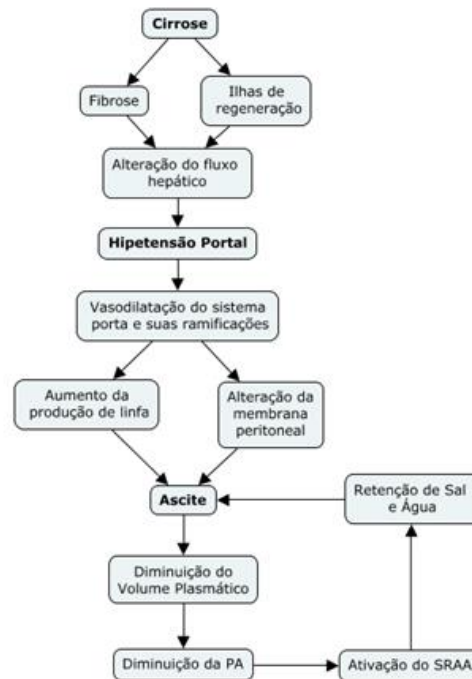 Cirrose
Fibrose
Ilhas de
regeneração
Alteração do fluxo
hepático
Hipetensão Portal
Vasodilatação do sistema
porta e suas ramificações
Aumento da
produção de linfa
Alteração da
membrana
peritoneal
Ascite
Retenção de Sal
e Água
Diminuição do
Volume Plasmático
Diminuição da PA
Ativação do SRAA